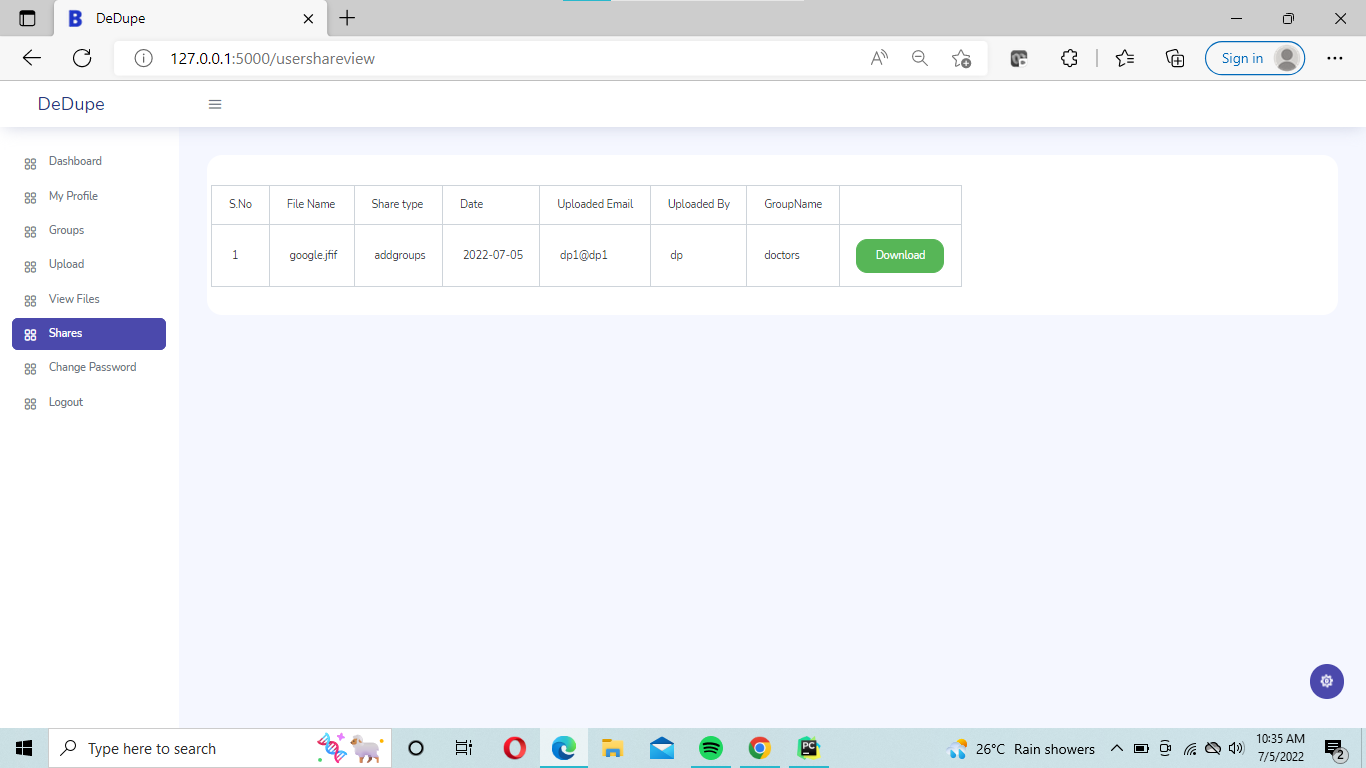 DeDupe
127.0.0.1:5000/usershareview
Sign in
DeDupe
Dashboard
My Profile
Groups
Upload
View Files
Shares
Change Password
Logout
S.No File Name Share type Date Uploaded Email Uploaded By GroupName
1 google.jfif addgroups 2022-07-05 dp1@dp1 dp doctors Download
Type here to search
26°C Rain showers
10:35 AM
7/5/2022
2